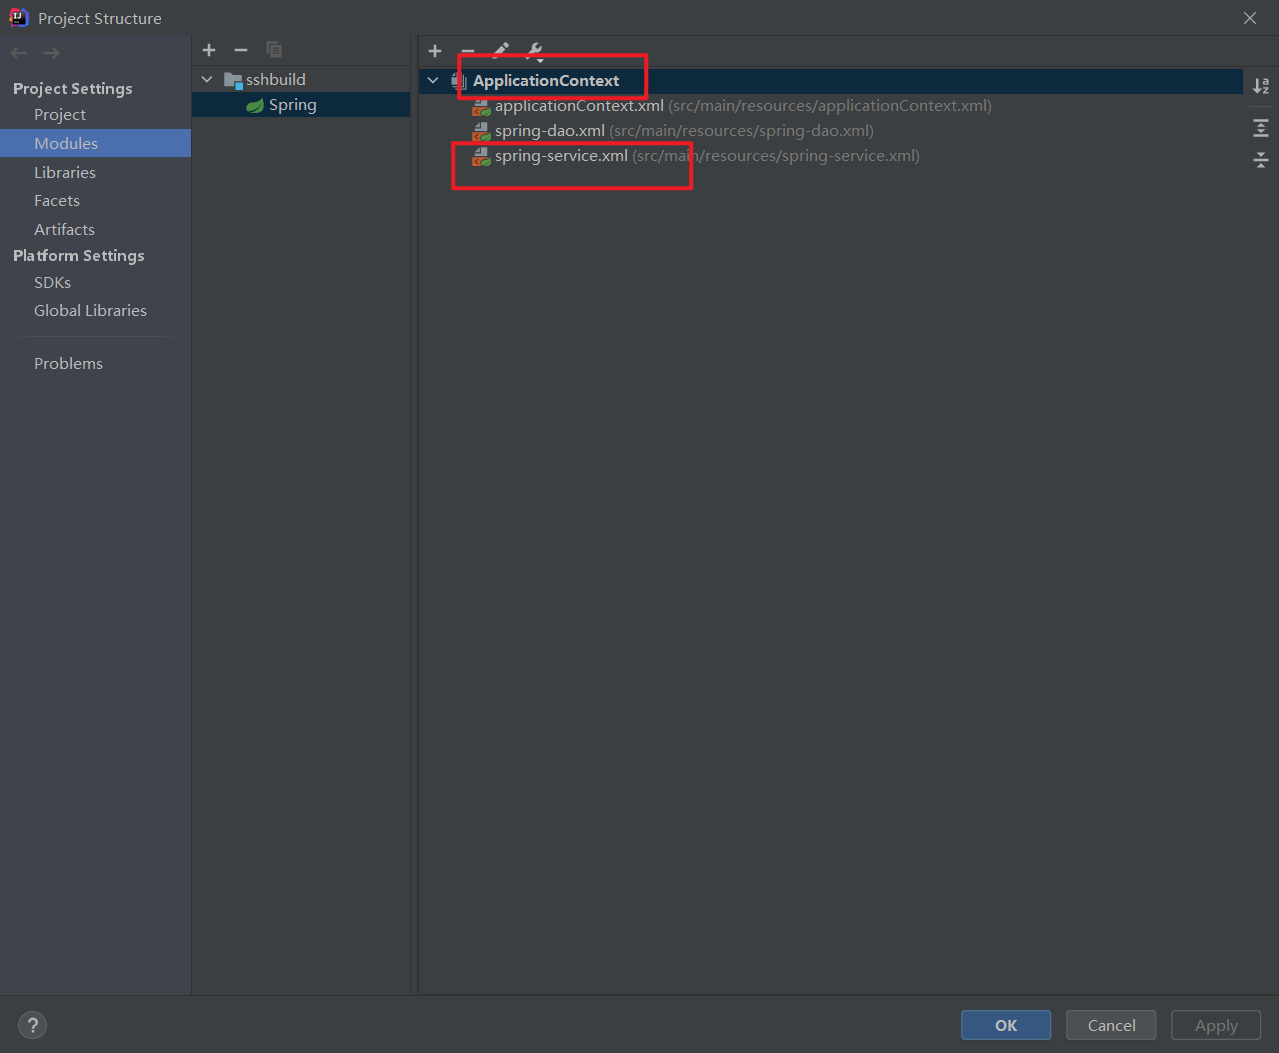 Project Structure
Project Settings
Project
Modules
Libraries
Facets
Artifacts
Platform Settings
SDKs
Global Libraries
Problems
sshbuild
Spring
ApplicationContext
applicationContext.xml (src/main/resources/applicationContext.xml)
spring-dao.xml (src/main/resources/spring-dao.xml)
spring-service.xml (src/main/resources/spring-service.xml)
?
OK
Cancel
Apply